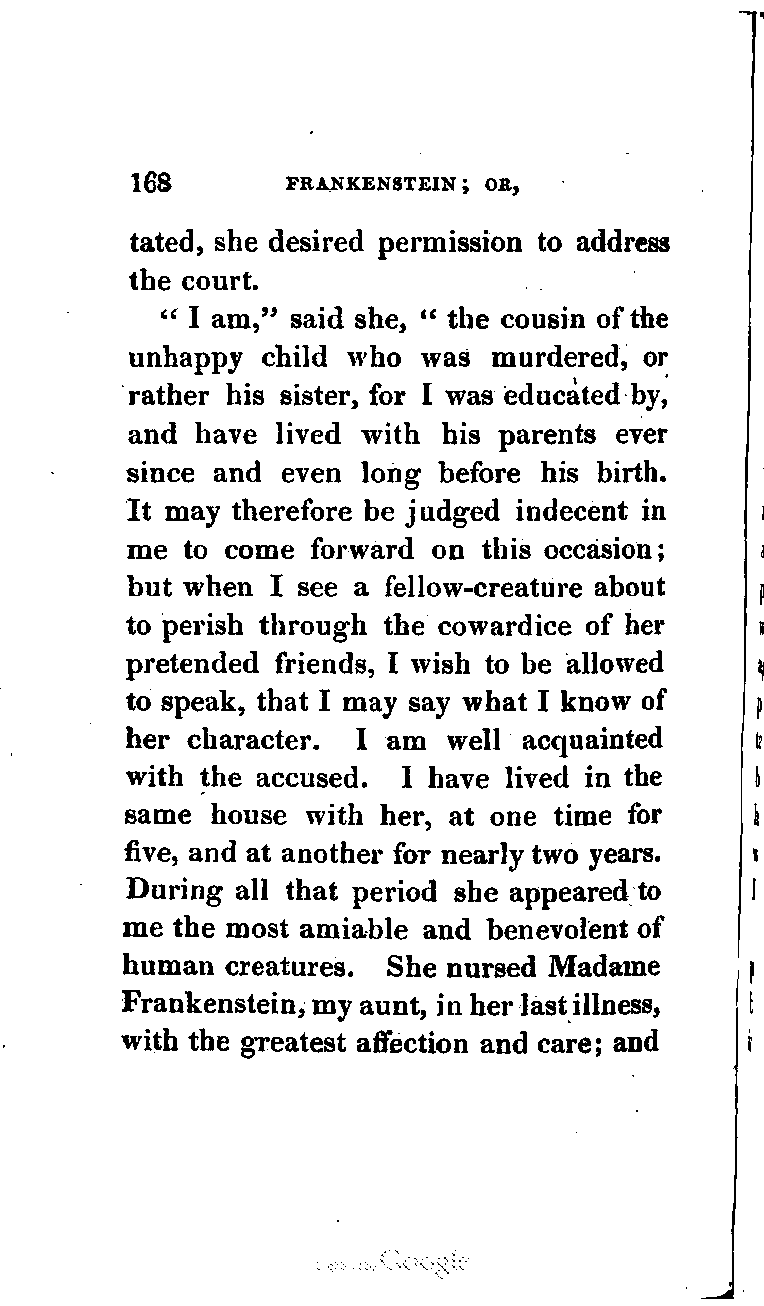 168 FRANKENSTEIN; OR,
tated, she desired permission to address
the court.
“ I am,” said she, “ the cousin of the
unhappy child who was murdered, or
rather his sister, for I was educated by,
and have lived with his parents ever
since and even long before his birth.
It may therefore be judged indecent in
me to come forward on this occasion;
but when I see a fellow-creature about
to perish through the cowardice of her
pretended friends, I wish to be allowed
to speak, that I may say what I know of
her character. I am well acquainted
with the accused. I have lived in the
same house with her, at one time for
five, and at another for nearly two years.
During all that period she appeared to
me the most amiable and benevolent of
human creatures. She nursed Madame
Frankenstein, my aunt, in her last illness,
with the greatest affection and care; and
Google